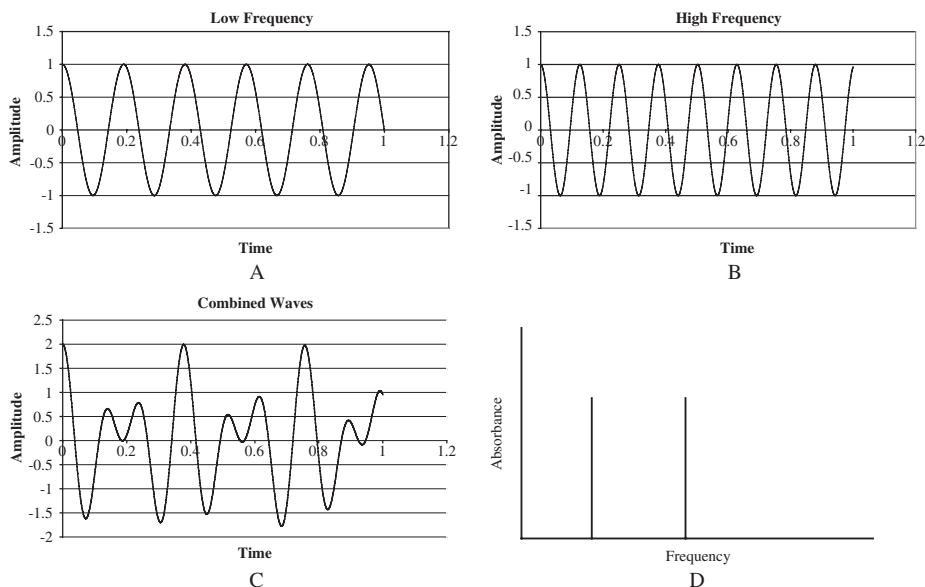 Low Frequency
1.5
1
0.5
0
-0.5
-1
-1.5
0 0.2 0.4 0.6 0.8 1 1.2
Amplitude
Time
A
High Frequency
1.5
1
0.5
0
-0.5
-1
-1.5
0 0.2 0.4 0.6 0.8 1 1.2
Amplitude
Time
B
Combined Waves
2.5
2
1.5
1
0.5
0
-0.5
-1
-1.5
-2
0 0.2 0.4 0.6 0.8 1 1.2
Amplitude
Time
C
Absorbance
Frequency
D